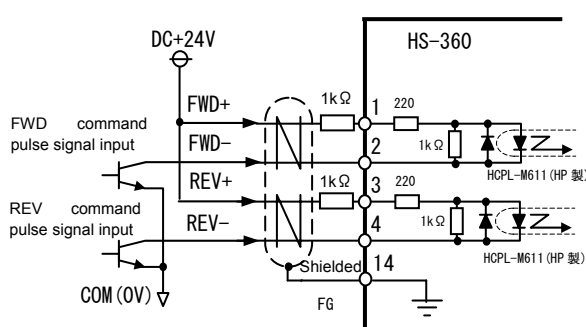 DC+24V
HS-360
FWD+
1kΩ
1
220
FWD command
pulse signal input
FWD-
2
1kΩ
HCPL-M611(HP 製)
REV+
1kΩ
3
220
REV command
pulse signal input
REV-
4
1kΩ
HCPL-M611(HP 製)
Shielded
14
COM(0V)
FG